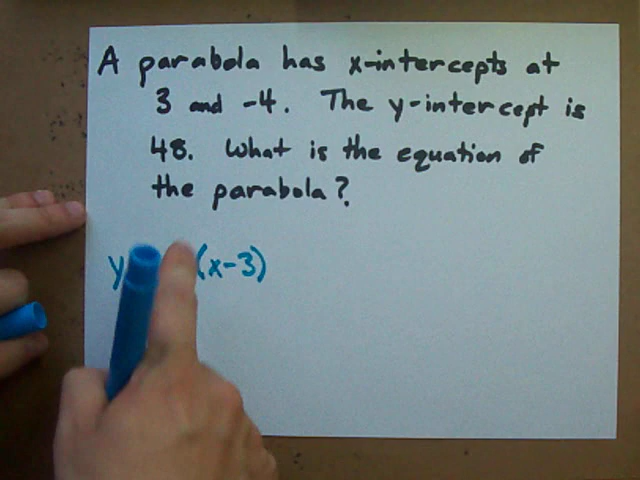 A parabola has x-intercepts at
3 and -4. The y-intercept is
48. What is the equation of
the parabola?
y (x-3)